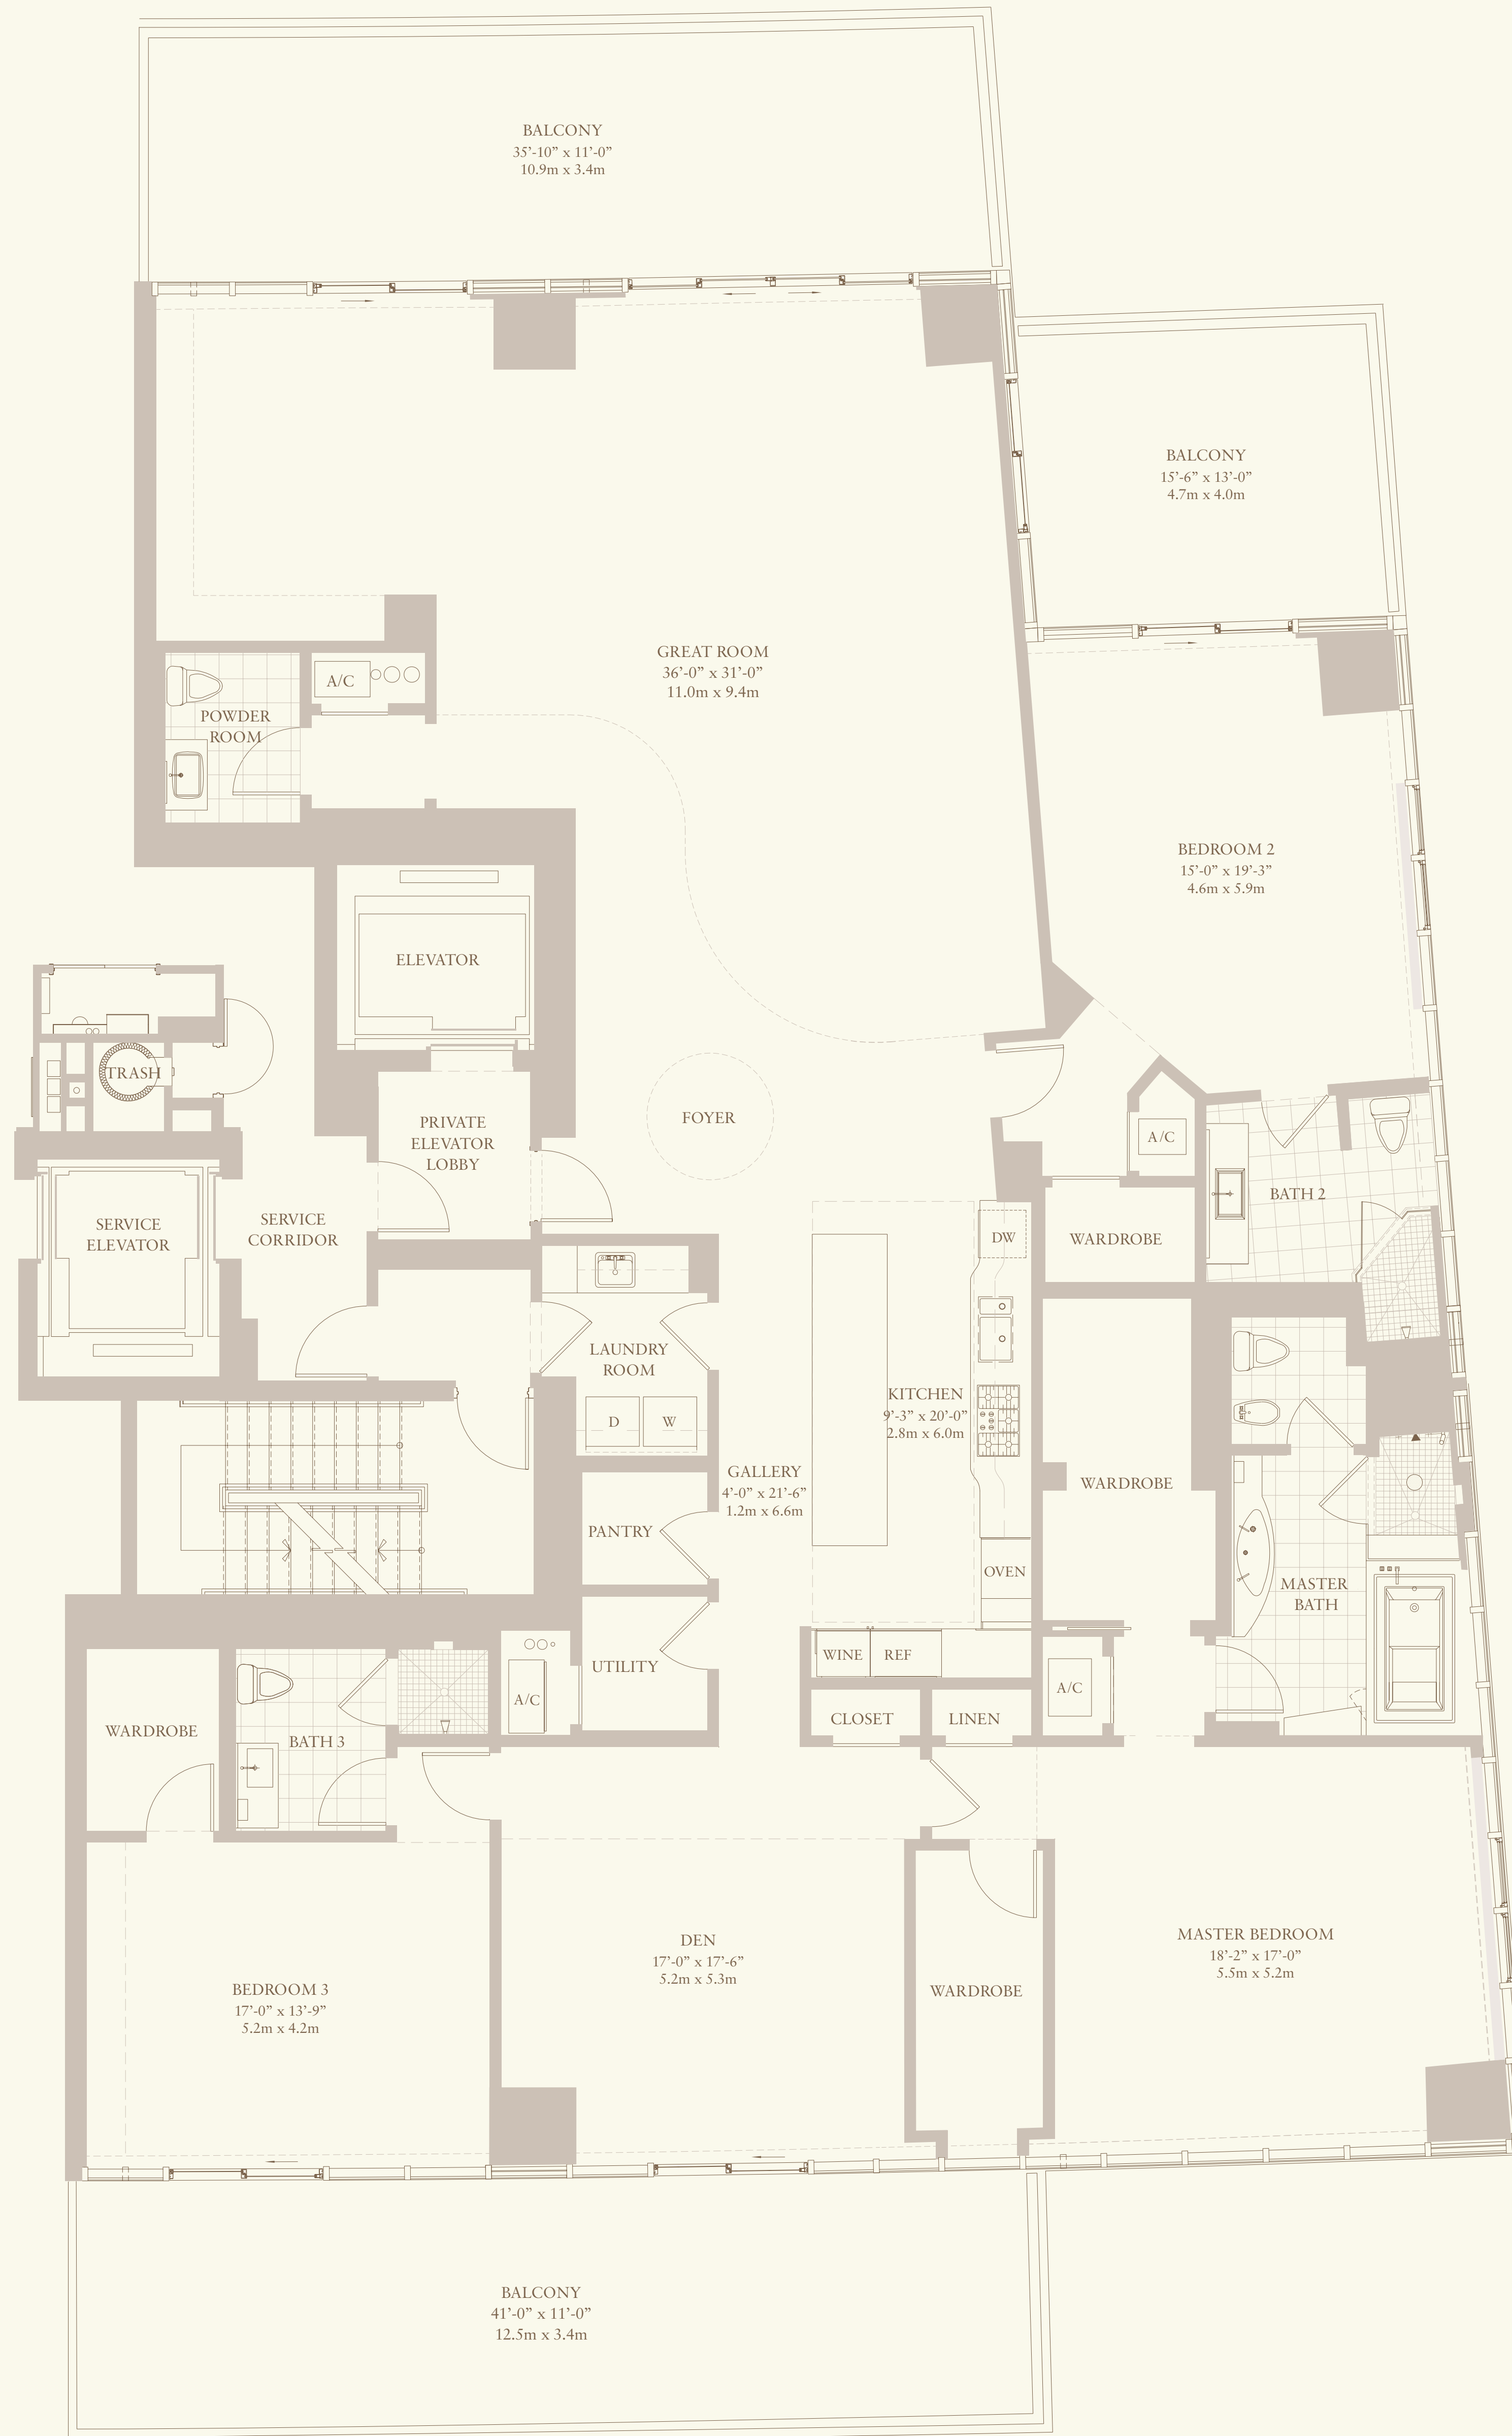 BALCONY
35’-10” x 11’-0”
10.9m x 3.4m
BALCONY
15’-6” x 13’-0”
4.7m x 4.0m
GREAT ROOM
36’-0” x 31’-0”
11.0m x 9.4m
A/C
POWDER
ROOM
BEDROOM 2
15’-0” x 19’-3”
4.6m x 5.9m
ELEVATOR
TRASH
PRIVATE
ELEVATOR
LOBBY
FOYER
A/C
BATH 2
SERVICE
ELEVATOR
SERVICE
CORRIDOR
DW
WARDROBE
LAUNDRY
ROOM
D
W
KITCHEN
9’-3” x 20’-0”
2.8m x 6.0m
GALLERY
4’-0” x 21’-6”
1.2m x 6.6m
WARDROBE
PANTRY
OVEN
MASTER
BATH
WINE
REF
UTILITY
A/C
A/C
WARDROBE
BATH 3
CLOSET
LINEN
DEN
17’-0” x 17’-6”
5.2m x 5.3m
MASTER BEDROOM
18’-2” x 17’-0”
5.5m x 5.2m
BEDROOM 3
17’-0” x 13’-9”
5.2m x 4.2m
WARDROBE
BALCONY
41’-0” x 11’-0”
12.5m x 3.4m